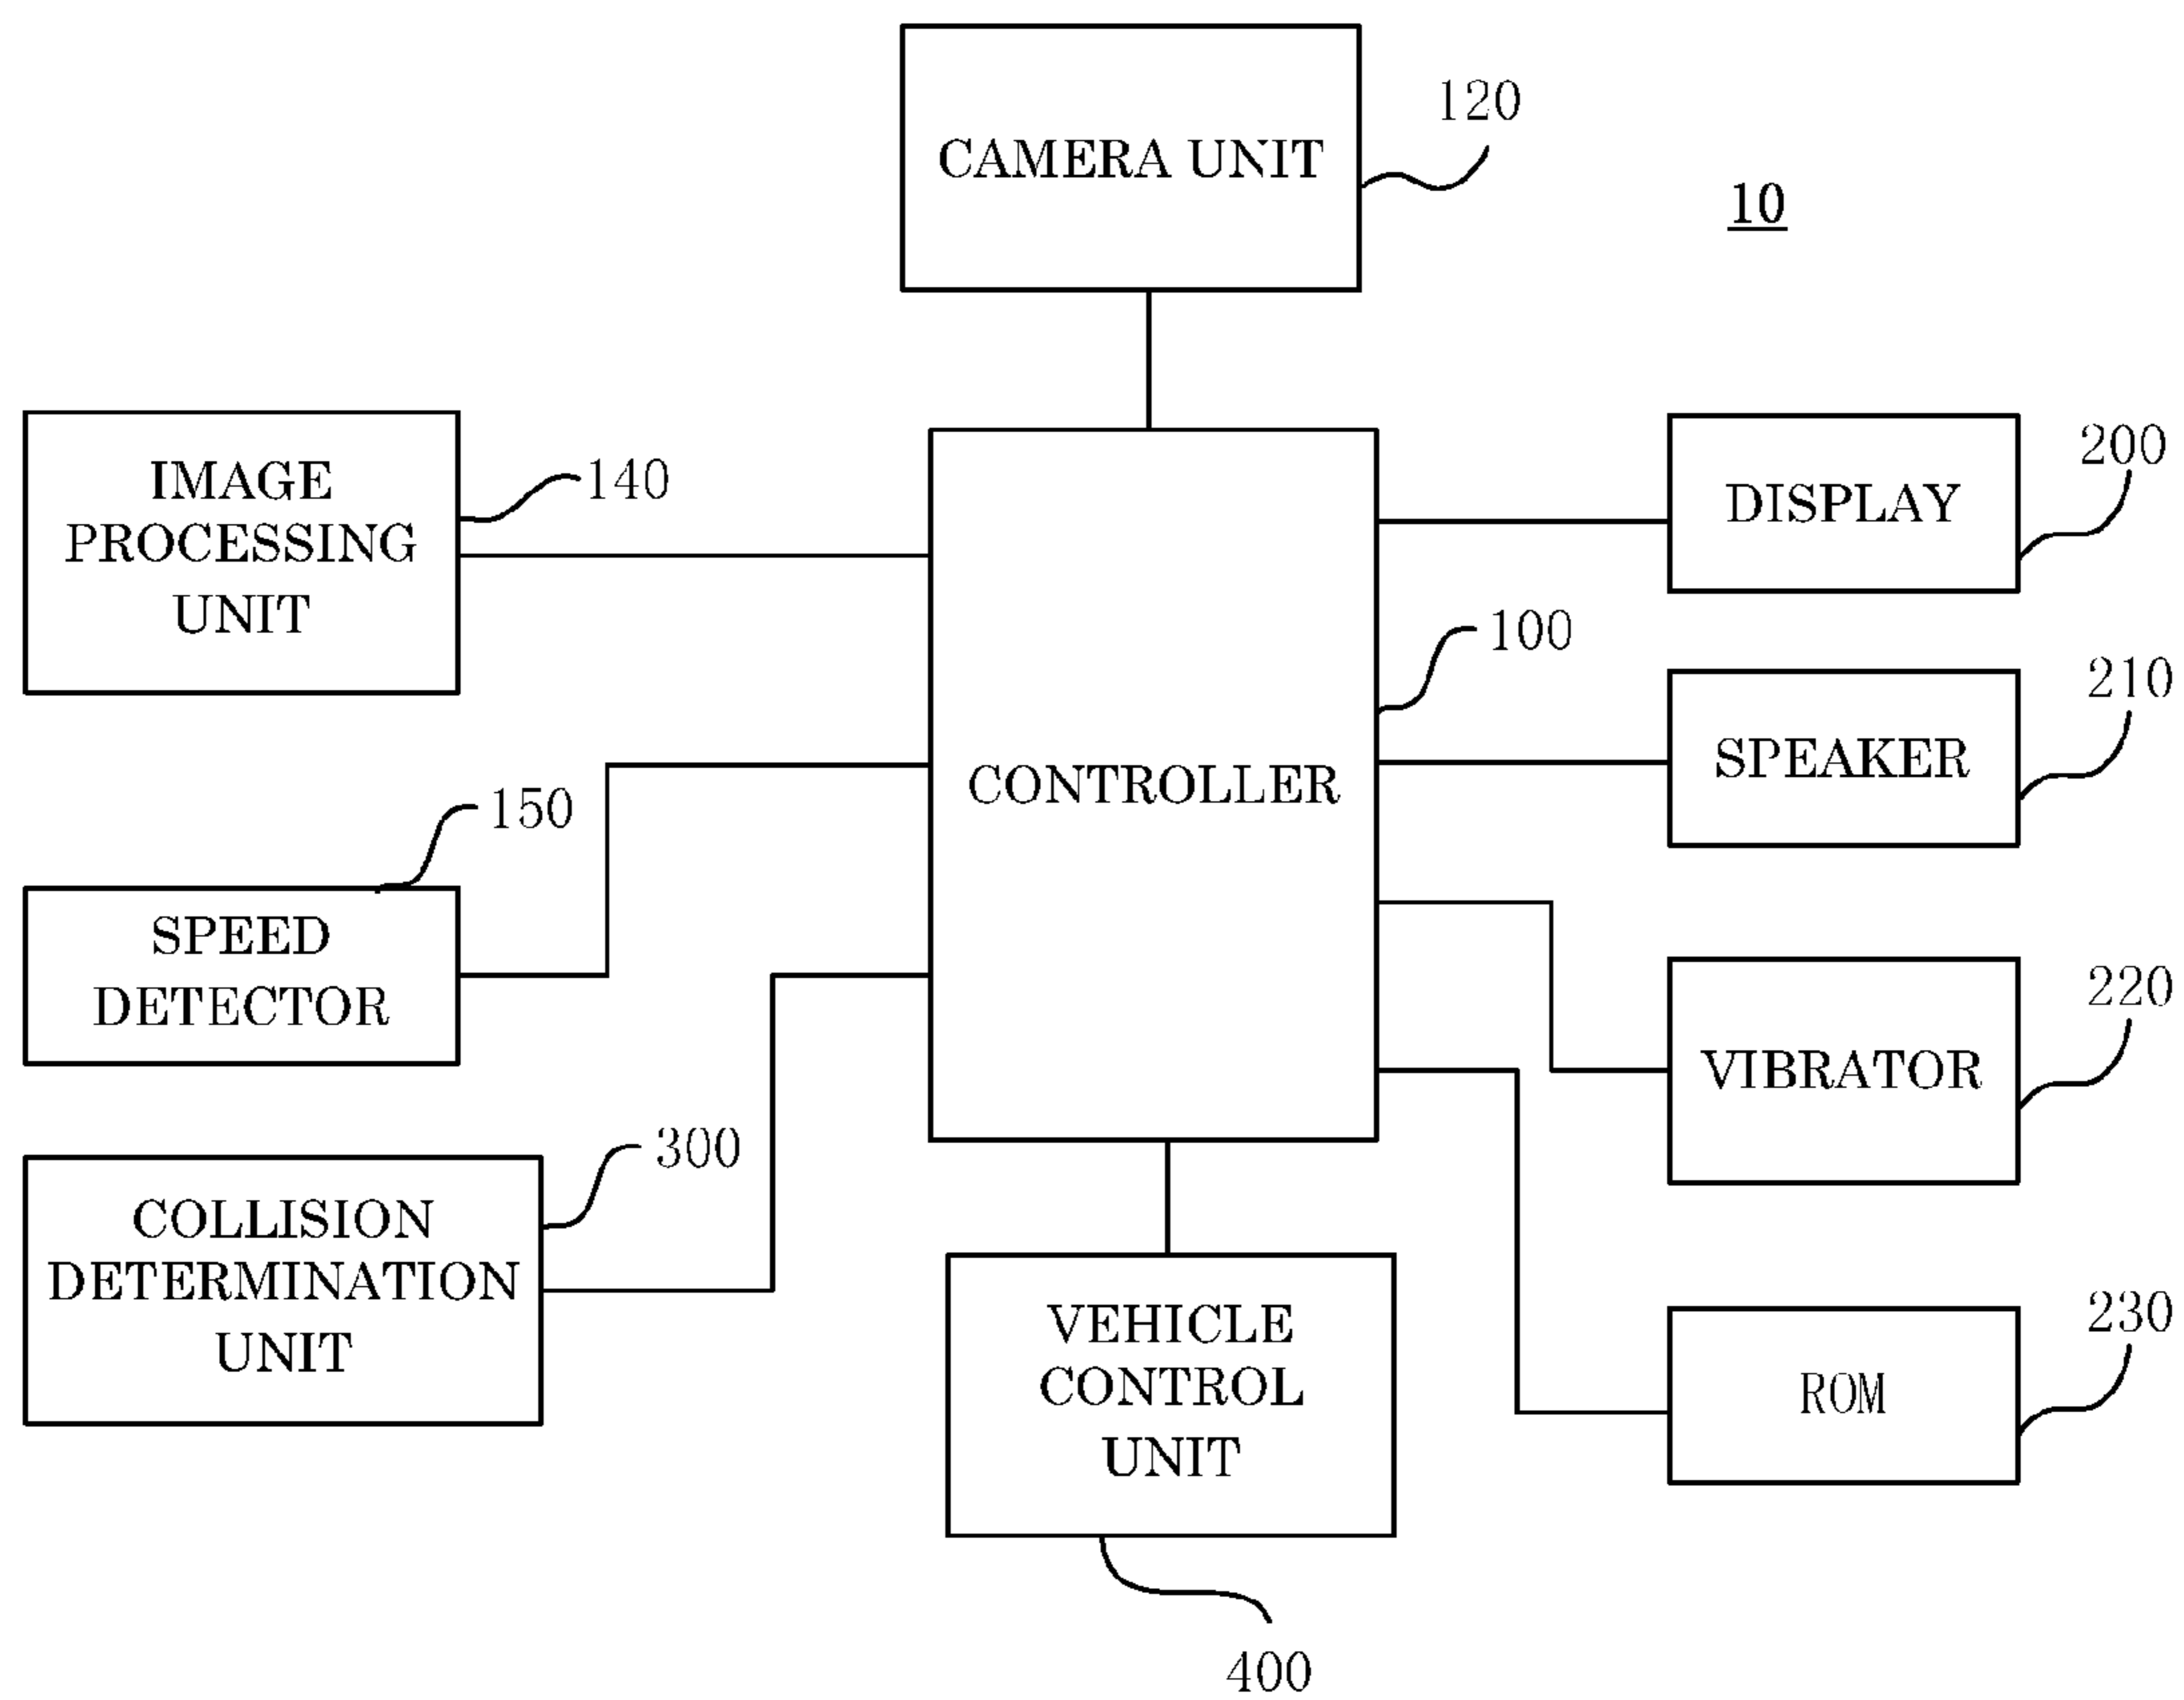 CAMERA UNIT
120
10
IMAGE
PROCESSING
UNIT
140
DISPLAY
200
100
SPEAKER
210
CONTROLLER
150
SPEED
DETECTOR
VIBRATOR
220
300
COLLISION
DETERMINATION
UNIT
VEHICLE
CONTROL
UNIT
ROM
230
400